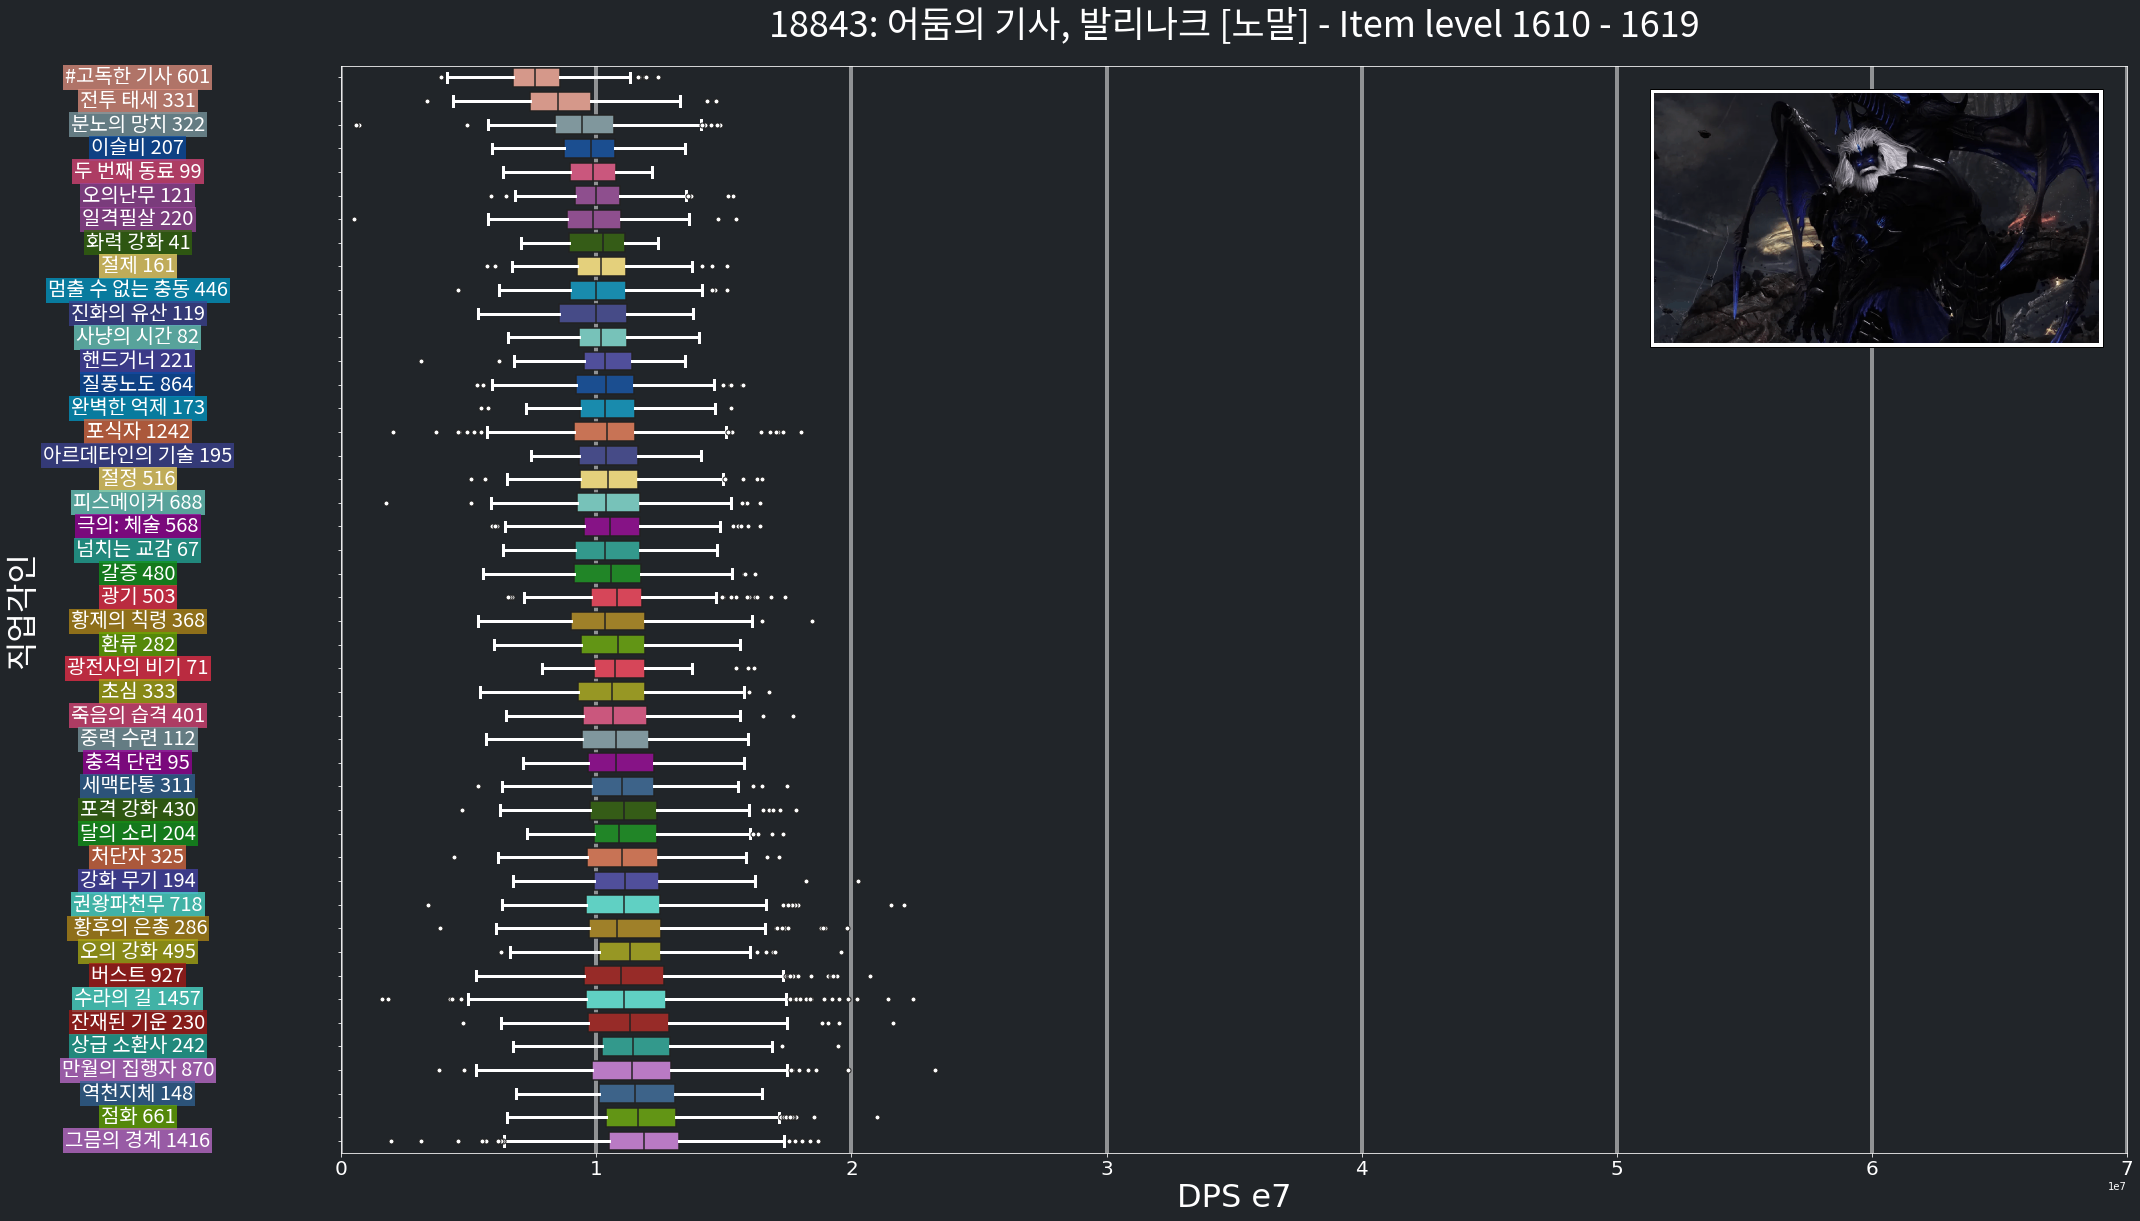 18843: 어둠의 기사, 발리나크 [노말] - Item level 1610 - 1619
직업각인
#고독한 기사 601
전투 태세 331
분노의 망치 322
이슬비 207
두 번째 동료 99
오의난무 121
일격필살 220
화력 강화 41
절제 161
멈출 수 없는 충동 446
진화의 유산 119
사냥의 시간 82
핸드거너 221
질풍노도 864
완벽한 억제 173
포식자 1242
아르데타인의 기술 195
절정 516
피스메이커 688
극의: 체술 568
넘치는 교감 67
갈증 480
광기 503
황제의 칙령 368
환류 282
광전사의 비기 71
초심 333
죽음의 습격 401
중력 수련 112
충격 단련 95
세맥타통 311
포격 강화 430
달의 소리 204
처단자 325
강화 무기 194
권왕파천무 718
황후의 은총 286
오의 강화 495
버스트 927
수라의 길 1457
잔재된 기운 230
상급 소환사 242
만월의 집행자 870
역천지체 148
점화 661
그믐의 경계 1416
0 1 2 3 4 5 6 7
1e7
DPS e7